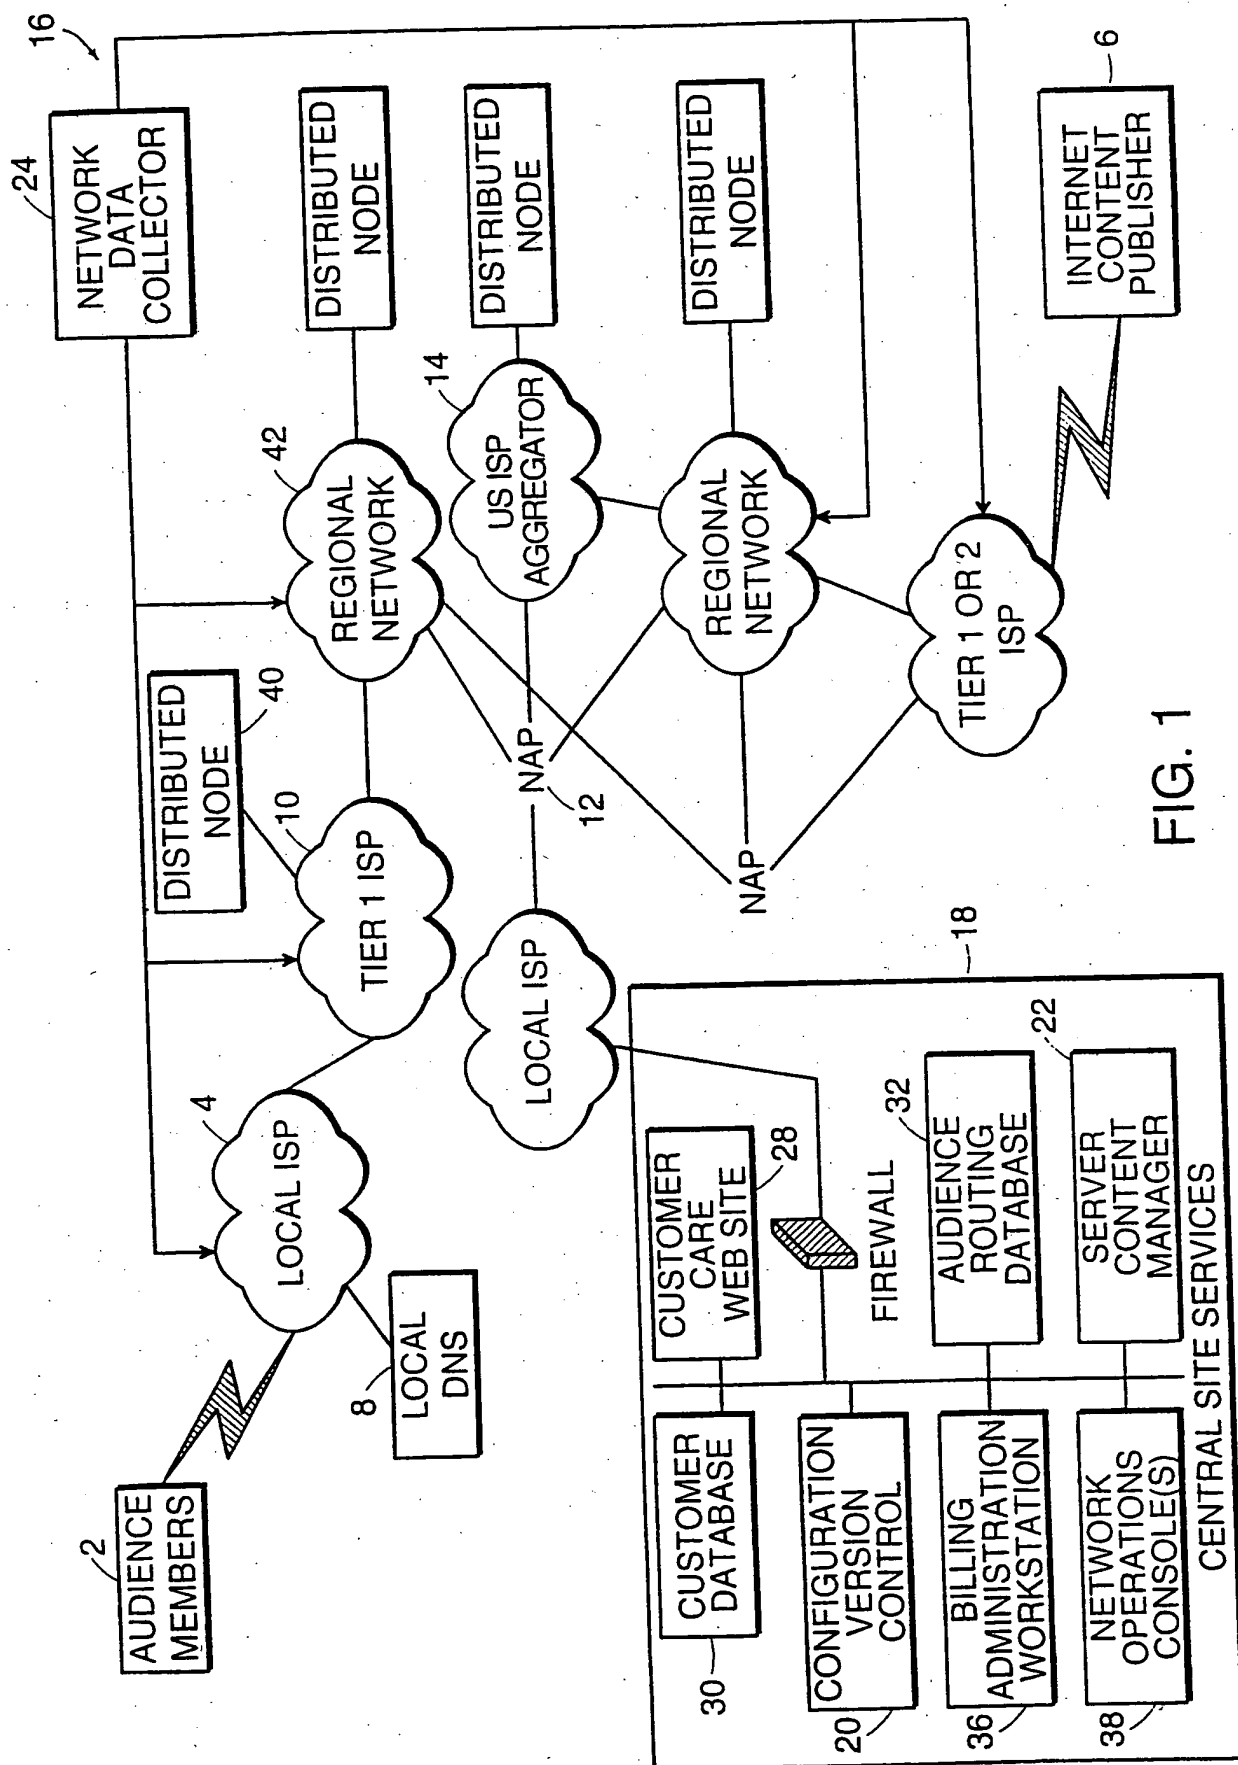 16
24
NETWORK
DATA
COLLECTOR
DISTRIBUTED
NODE
DISTRIBUTED
NODE
DISTRIBUTED
NODE
6
INTERNET
CONTENT
PUBLISHER
42
REGIONAL
NETWORK
14
US ISP
AGGREGATOR
REGIONAL
NETWORK
TIER 1 OR 2
ISP
DISTRIBUTED
NODE
40
10
TIER 1 ISP
NAP
12
NAP
4
LOCAL ISP
LOCAL ISP
8
LOCAL
DNS
2
AUDIENCE
MEMBERS
18
CUSTOMER
CARE
WEB SITE
28
FIREWALL
32
AUDIENCE
ROUTING
DATABASE
22
SERVER
CONTENT
MANAGER
CUSTOMER
DATABASE
30
CONFIGURATION
VERSION
CONTROL
20
BILLING
ADMINISTRATION
WORKSTATION
36
NETWORK
OPERATIONS
CONSOLE(S)
38
CENTRAL SITE SERVICES
FIG. 1